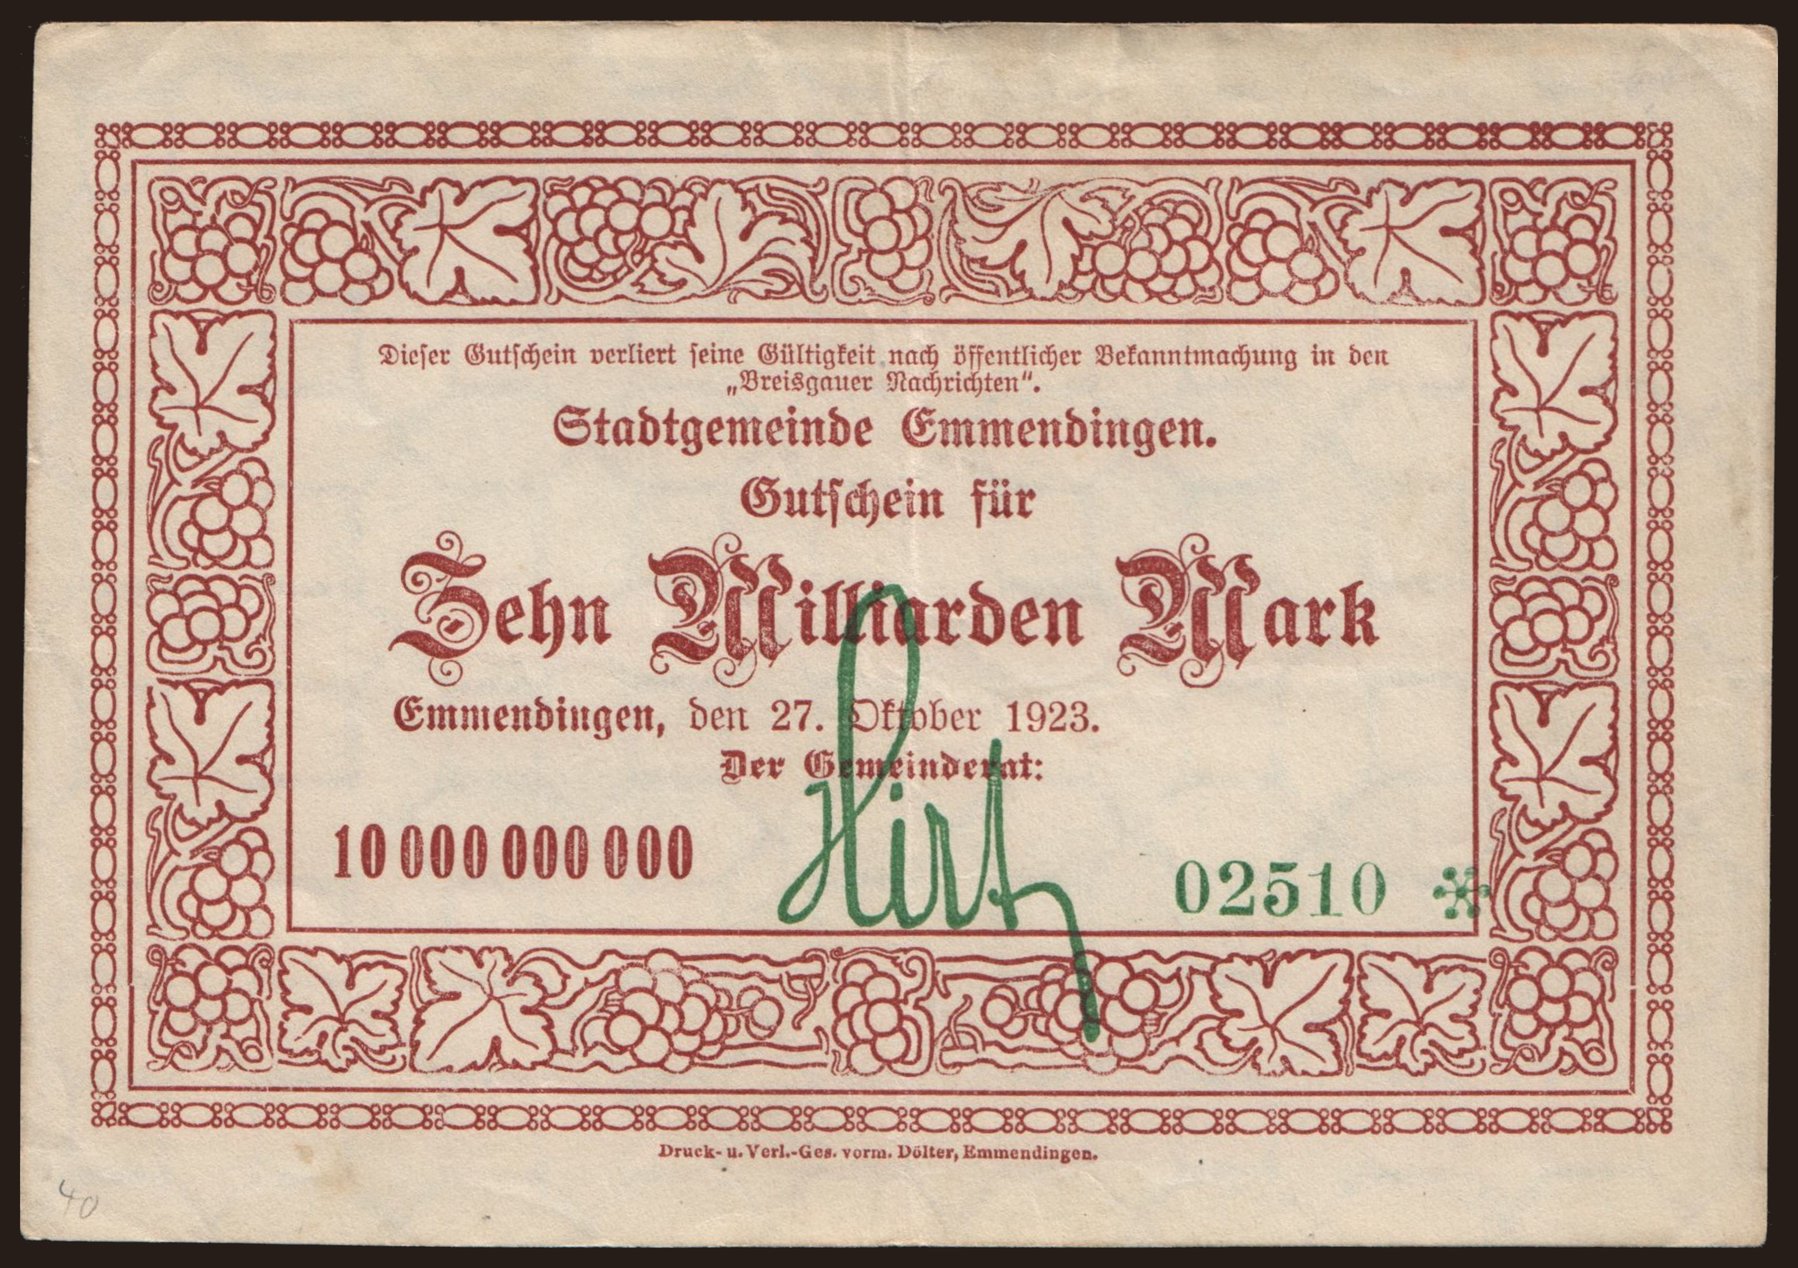 Dieser Gutschein verliert seine Gültigkeit nach öffentlicher Bekanntmachung in den
„Breisgauer Nachrichten“.
Stadtgemeinde Emmendingen.
Gutschein für
Zehn Milliarden Mark
Emmendingen, den 27. Oktober 1923.
Der Gemeinderat:
Hirt
10 000 000 000
02510 *
Druck- u. Verl.-Ges. vorm. Dölter, Emmendingen.
40